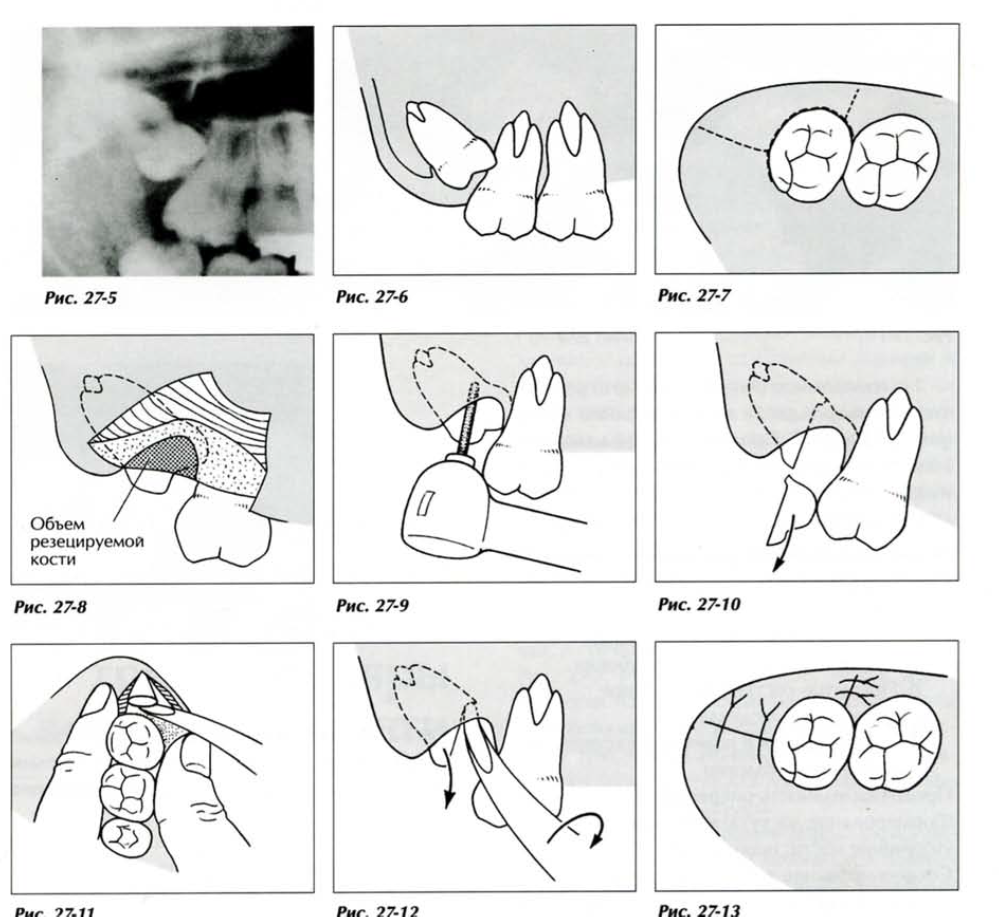 Рис. 27-5
Рис. 27-6
Рис. 27-7
Объем
резецируемой
кости
Рис. 27-8
Рис. 27-9
Рис. 27-10
Рис. 27-11
Рис. 27-12
Рис. 27-13